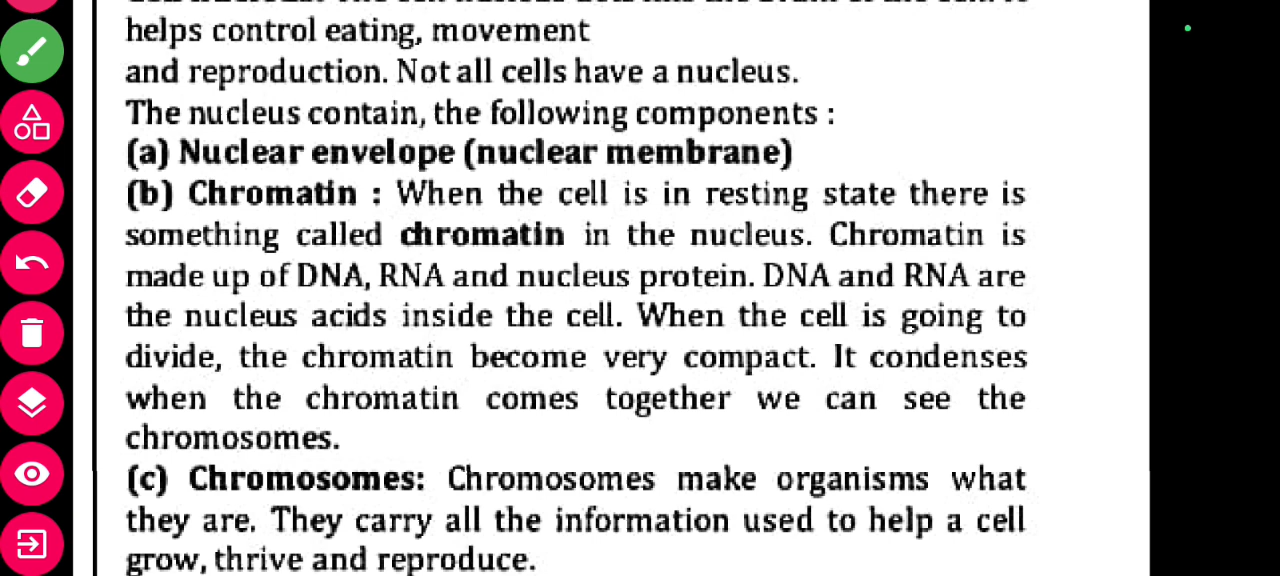 helps control eating, movement
and reproduction. Not all cells have a nucleus.
The nucleus contain, the following components :
(a) Nuclear envelope (nuclear membrane)
(b) Chromatin : When the cell is in resting state there is
something called chromatin in the nucleus. Chromatin is
made up of DNA, RNA and nucleus protein. DNA and RNA are
the nucleus acids inside the cell. When the cell is going to
divide, the chromatin become very compact. It condenses
when the chromatin comes together we can see the
chromosomes.
(c) Chromosomes: Chromosomes make organisms what
they are. They carry all the information used to help a cell
grow, thrive and reproduce.